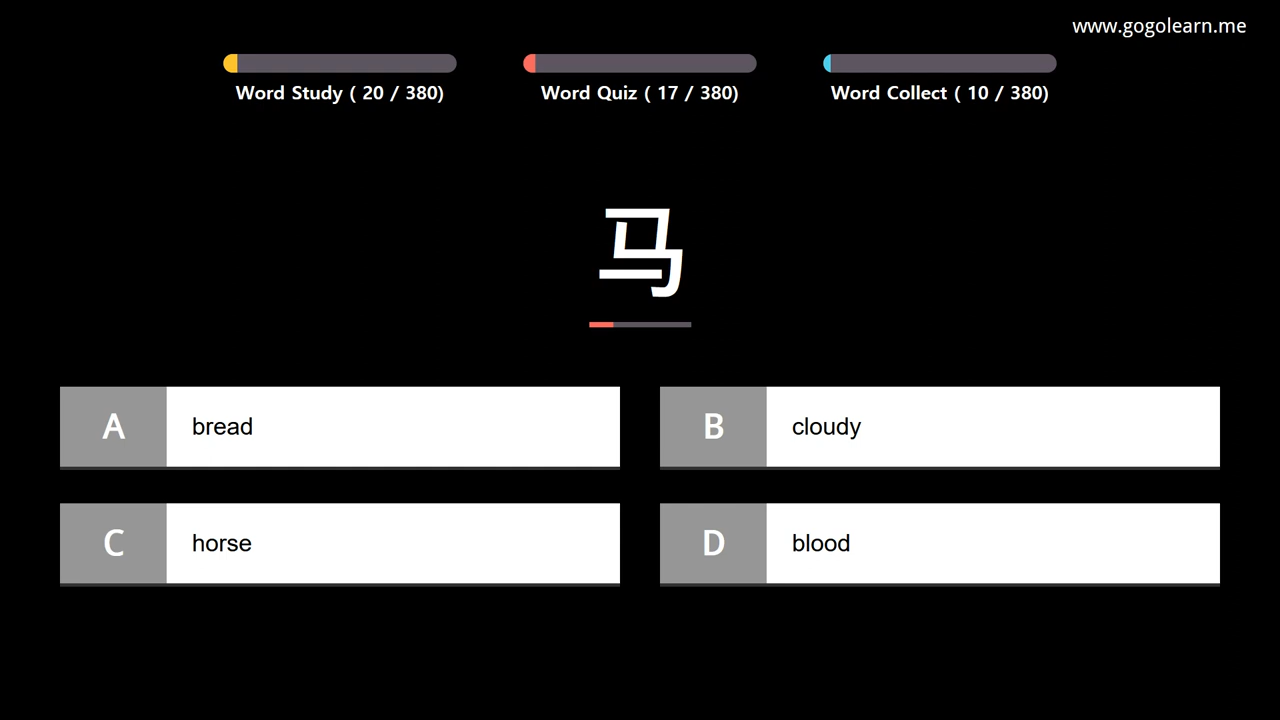 www.gogolearn.me
Word Study ( 20 / 380)
Word Quiz ( 17 / 380)
Word Collect ( 10 / 380)
马
A bread
B cloudy
C horse
D blood